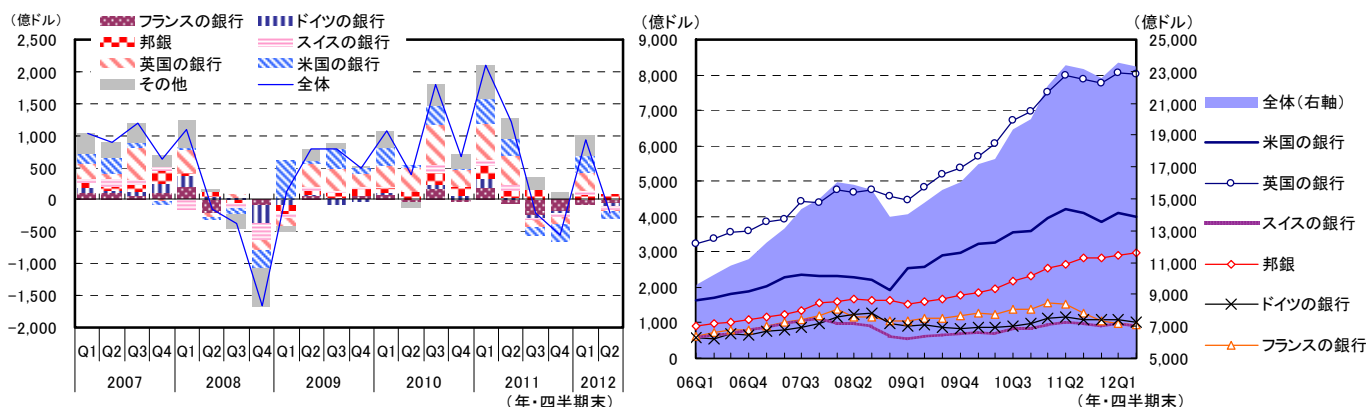 (億ドル)
フランスの銀行 ドイツの銀行
邦銀 スイスの銀行
英国の銀行 米国の銀行
その他 全体
2,500
2,000
1,500
1,000
500
0
-500
-1,000
-1,500
-2,000
Q1 Q2 Q3 Q4 Q1 Q2 Q3 Q4 Q1 Q2 Q3 Q4 Q1 Q2 Q3 Q4 Q1 Q2 Q3 Q4 Q1 Q2
2007 2008 2009 2010 2011 2012
(年・四半期末)
(億ドル) (億ドル)
9,000
8,000
7,000
6,000
5,000
4,000
3,000
2,000
1,000
0
25,000
23,000
21,000
19,000
17,000
15,000
13,000
11,000
9,000
7,000
5,000
06Q1 06Q4 07Q3 08Q2 09Q1 09Q4 10Q3 11Q2 12Q1
(年・四半期末)
全体(右軸)
米国の銀行
英国の銀行
スイスの銀行
邦銀
ドイツの銀行
フランスの銀行